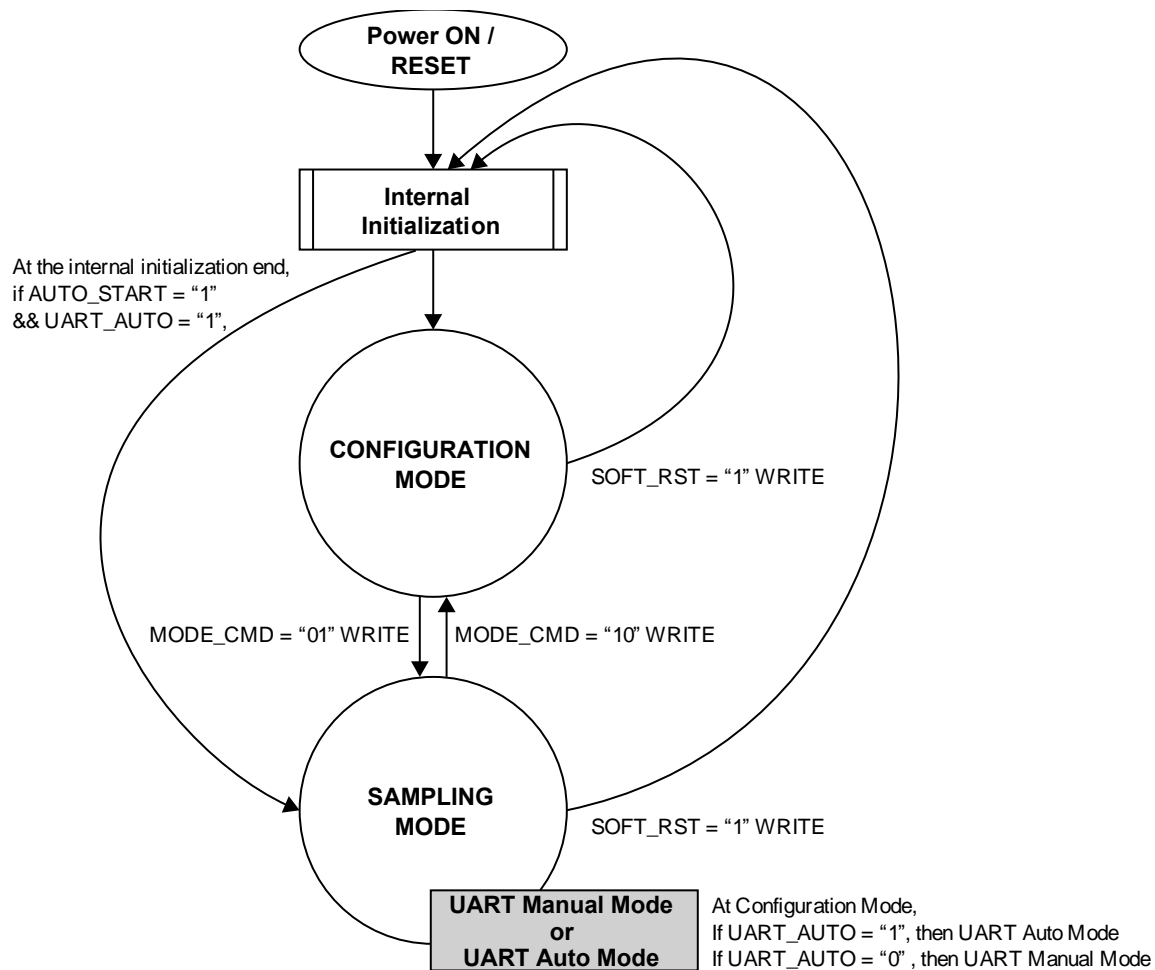 Power ON /
RESET
Internal
Initialization
At the internal initialization end,
if AUTO_START = “1”
&& UART_AUTO = “1”,
CONFIGURATION
MODE
SOFT_RST = “1” WRITE
MODE_CMD = “01” WRITE
MODE_CMD = “10” WRITE
SAMPLING
MODE
SOFT_RST = “1” WRITE
UART Manual Mode
or
UART Auto Mode
At Configuration Mode,
If UART_AUTO = “1”, then UART Auto Mode
If UART_AUTO = “0” , then UART Manual Mode